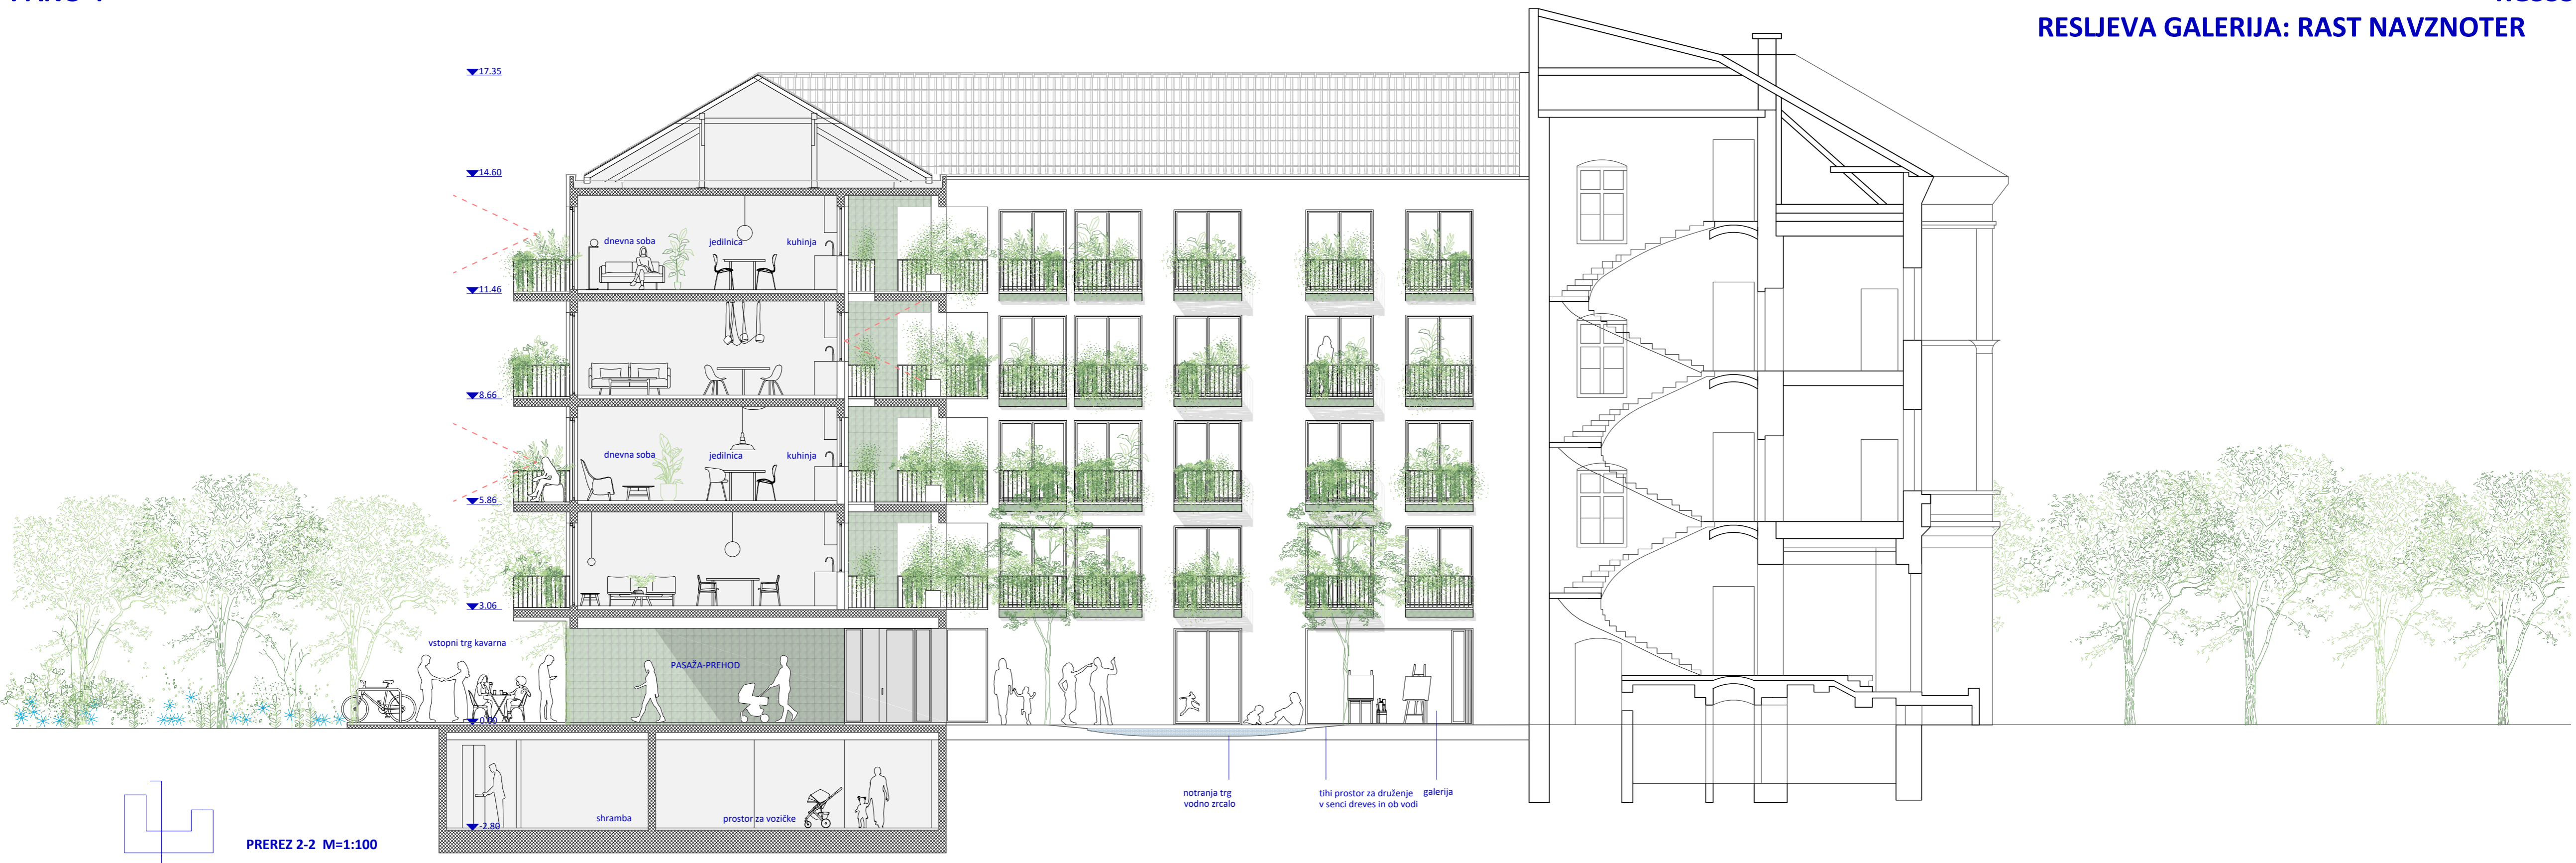 RESLJEVA GALERIJA: RAST NAVZNOTER
17.35
14.60
dnevna soba
jedilnica
kuhinja
11.46
8.66
dnevna soba
jedilnica
kuhinja
5.86
3.06
vstopni trg kavarna
PASAŽA-PREHOD
0.00
notranja trg
vodno zrcalo
tihi prostor za druženje
v senci dreves in ob vodi
galerija
shramba
prostor za vozičke
-2.80
PREREZ 2-2 M=1:100